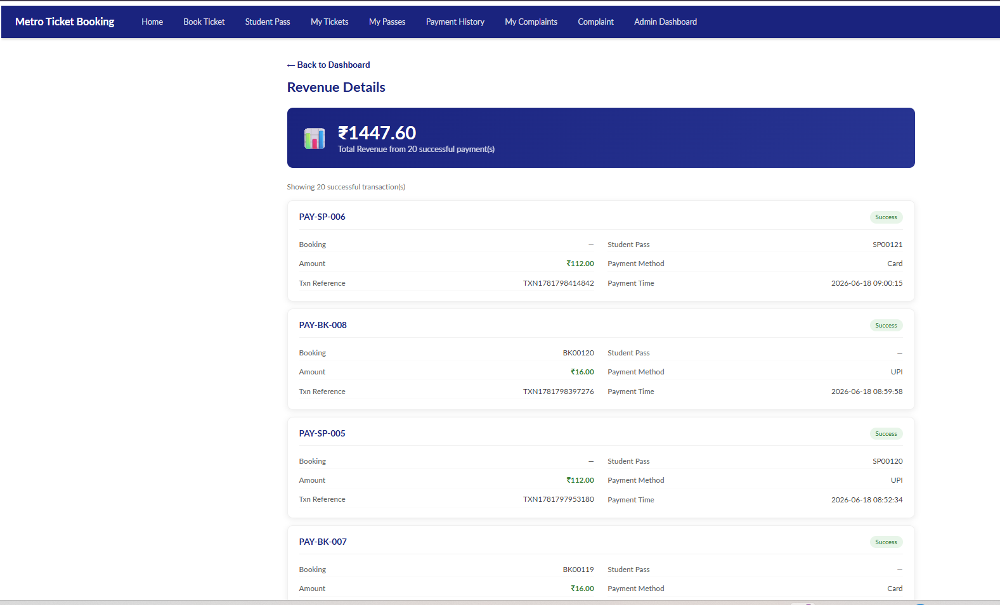 Metro Ticket Booking Home Book Ticket Student Pass My Tickets My Passes Payment History My Complaints Complaint Admin Dashboard
← Back to Dashboard
Revenue Details
₹1447.60
Total Revenue from 20 successful payment(s)
Showing 20 successful transaction(s)
PAY-SP-006 Success
Booking — Student Pass SP00121
Amount ₹112.00 Payment Method Card
Txn Reference TXN1781798414842 Payment Time 2026-06-18 09:00:15
PAY-BK-008 Success
Booking BK00120 Student Pass —
Amount ₹16.00 Payment Method UPI
Txn Reference TXN1781798397276 Payment Time 2026-06-18 08:59:58
PAY-SP-005 Success
Booking — Student Pass SP00120
Amount ₹112.00 Payment Method UPI
Txn Reference TXN1781797953180 Payment Time 2026-06-18 08:52:34
PAY-BK-007 Success
Booking BK00119 Student Pass —
Amount ₹16.00 Payment Method Card